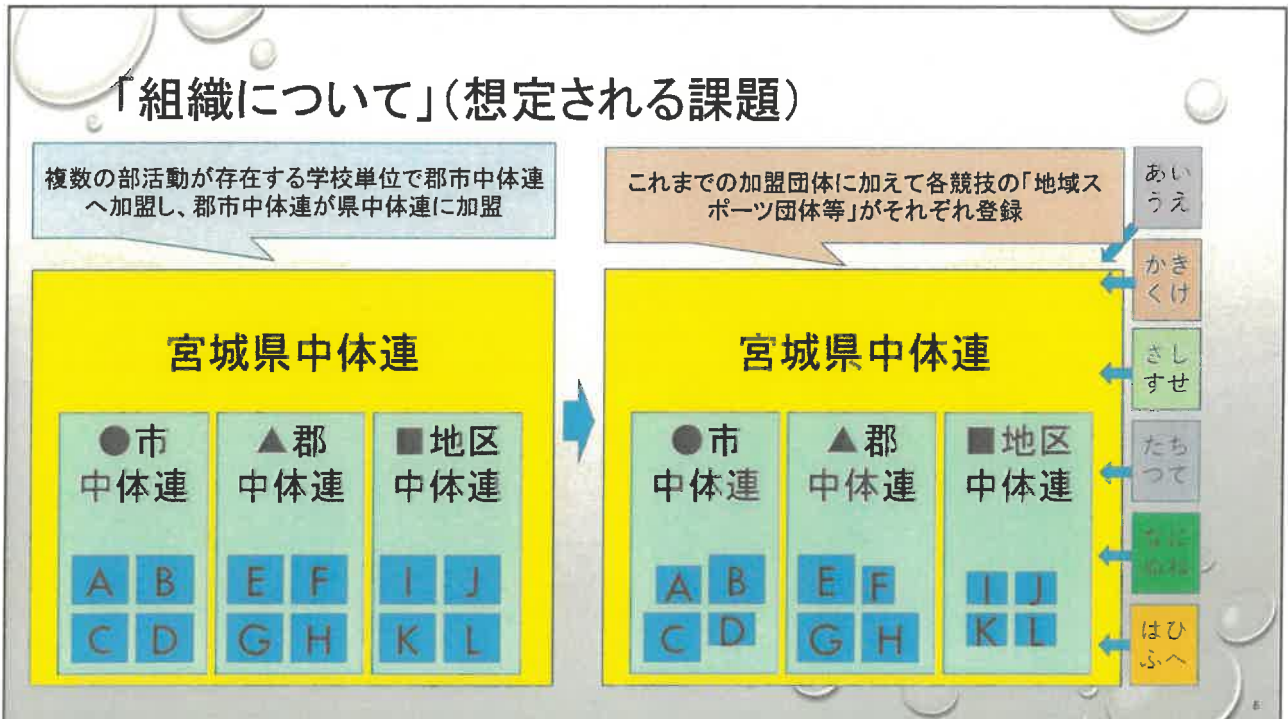 「組織について」(想定される課題)
複数の部活動が存在する学校単位で郡市中体連
へ加盟し、郡市中体連が県中体連に加盟
宮城県中体連
●市
中体連
▲郡
中体連
■地区
中体連
A B
C D
E F
G H
I J
K L
これまでの加盟団体に加えて各競技の「地域ス
ポーツ団体等」がそれぞれ登録
宮城県中体連
●市
中体連
▲郡
中体連
■地区
中体連
A B
C D
E F
G H
I J
K L
あ い
う え
か き
く け
さ し
す せ
た ち
つ て
な に
ぬ ね
は ひ
ふ へ